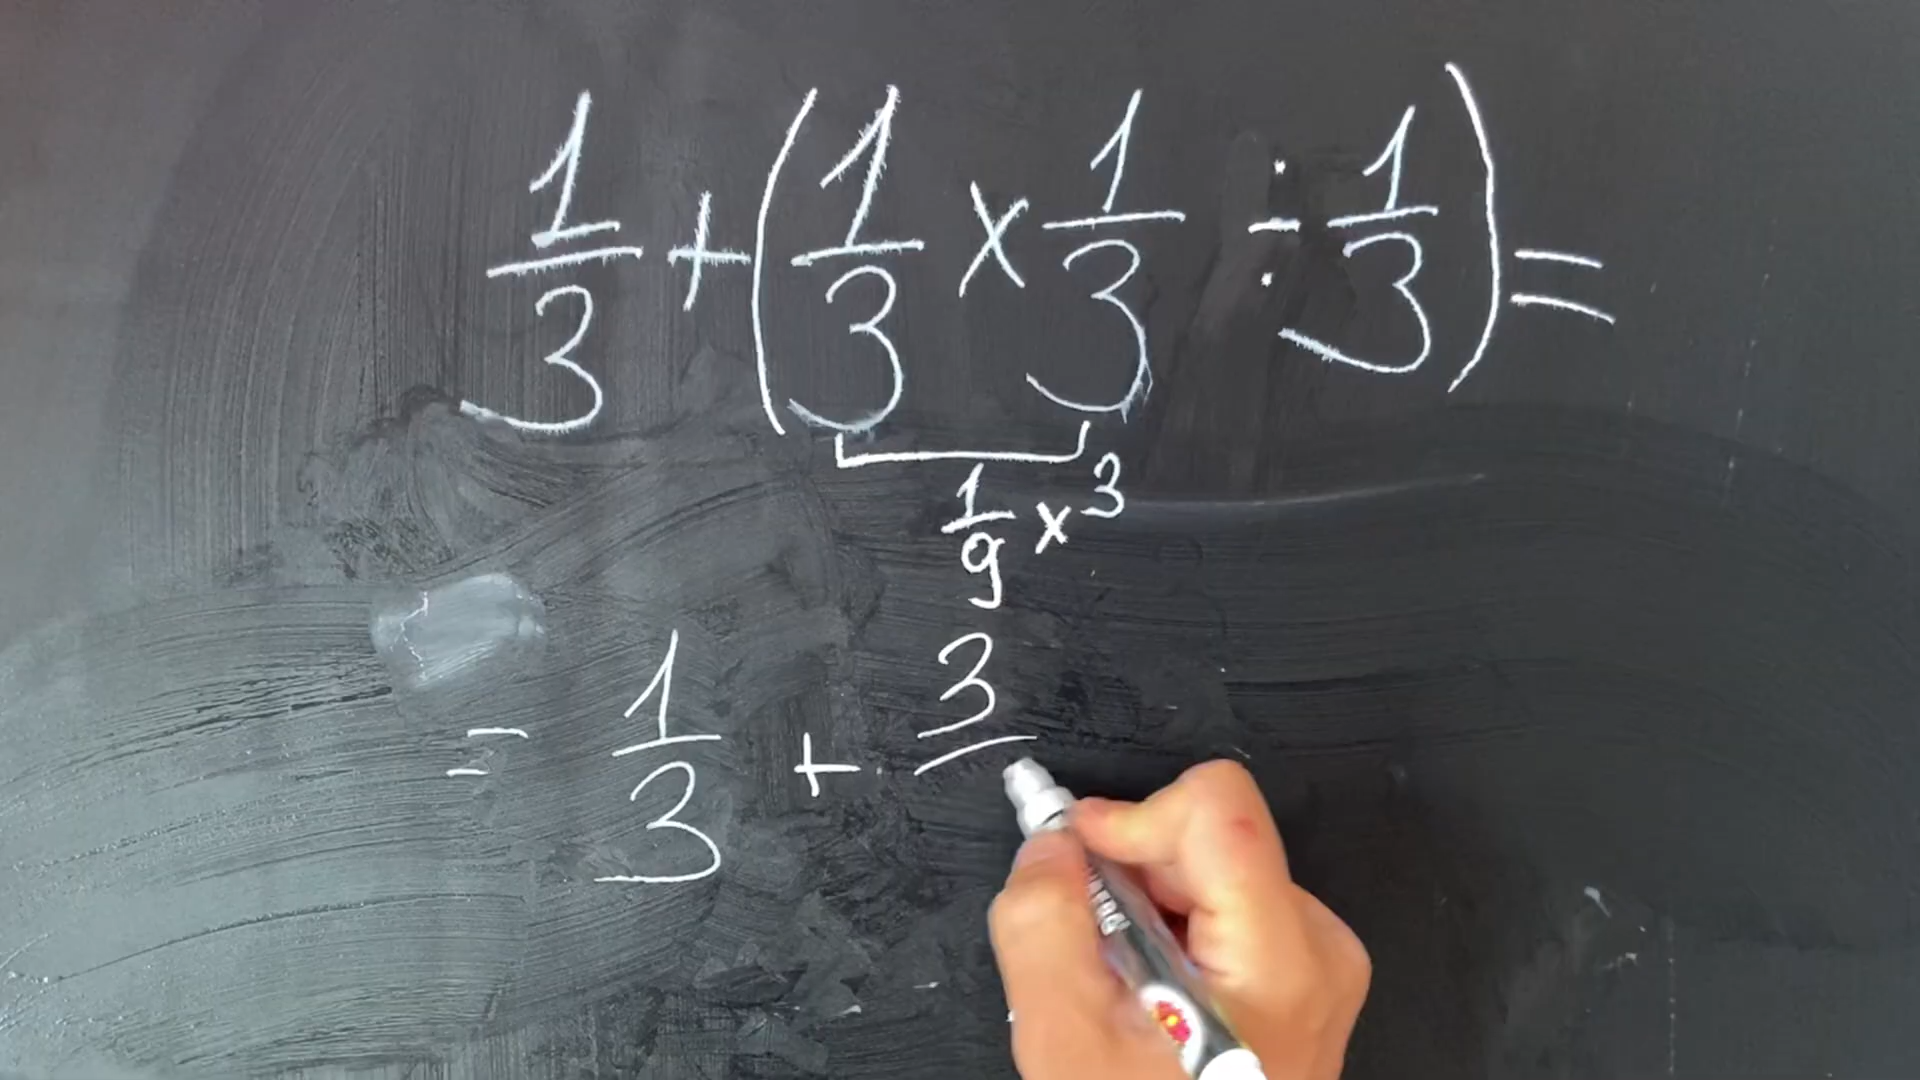 1/3 + (1/3 × 1/3 ÷ 1/3) =
1/9 × 3
= 1/3 + 3/